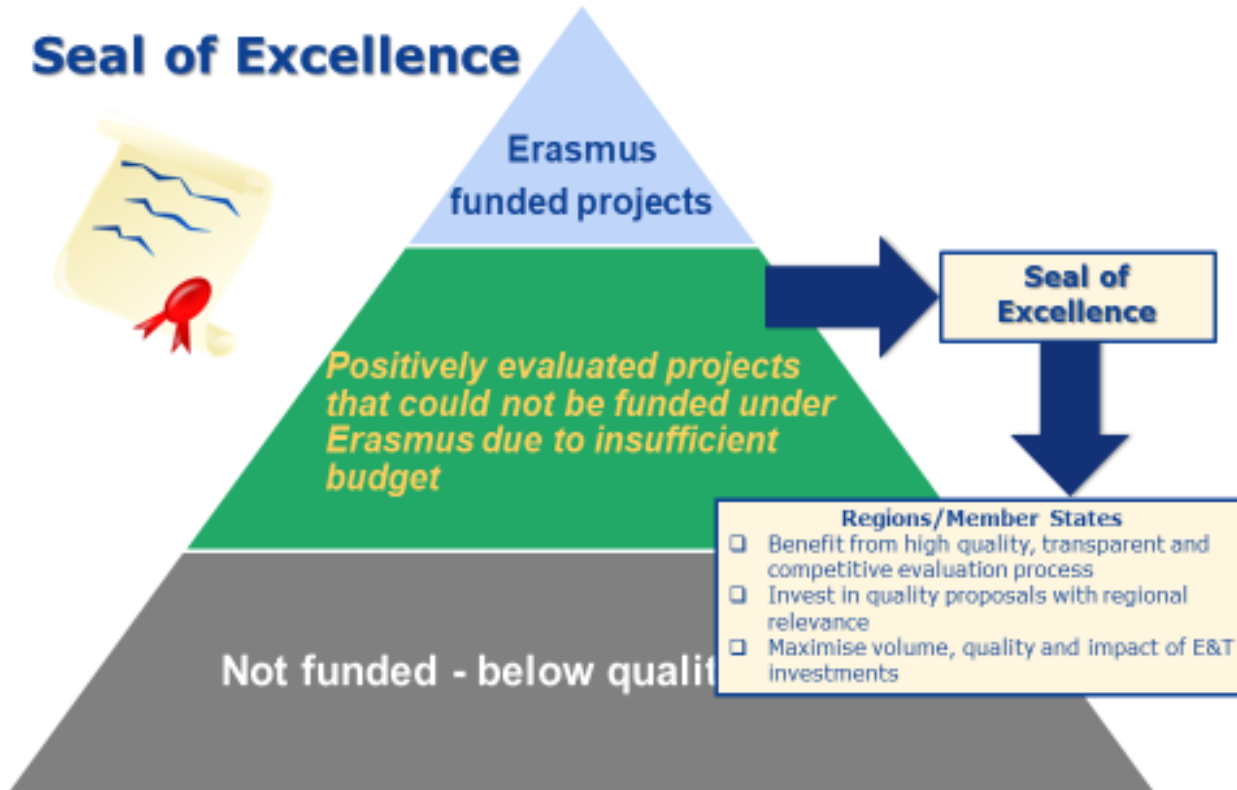 Seal of Excellence
Erasmus
funded projects
Seal of
Excellence
Positively evaluated projects
that could not be funded under
Erasmus due to insufficient
budget
Regions/Member States
❑ Benefit from high quality, transparent and
competitive evaluation process
❑ Invest in quality proposals with regional
relevance
❑ Maximise volume, quality and impact of E&T
investments
Not funded - below qualit